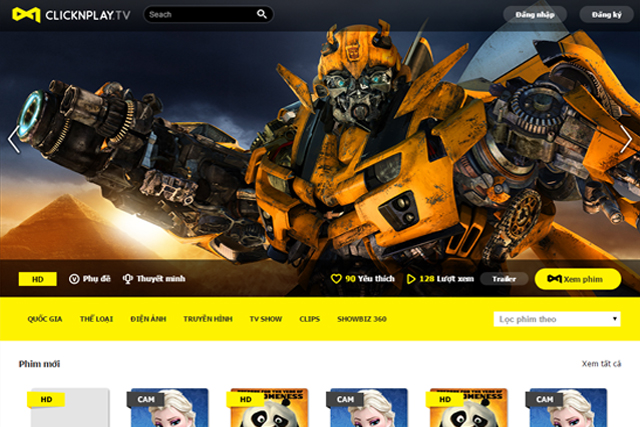 CLICKNPLAY.TV
Seach
Đăng nhập
Đăng ký
HD
Phụ đề
Thuyết minh
90 Yêu thích
128 Lượt xem
Trailer
Xem phim
QUỐC GIA
THỂ LOẠI
ĐIỆN ẢNH
TRUYỀN HÌNH
TV SHOW
CLIPS
SHOWBIZ 360
Lọc phim theo
Phim mới
Xem tất cả
HD
CAM
HD
CAM
HD
CAM